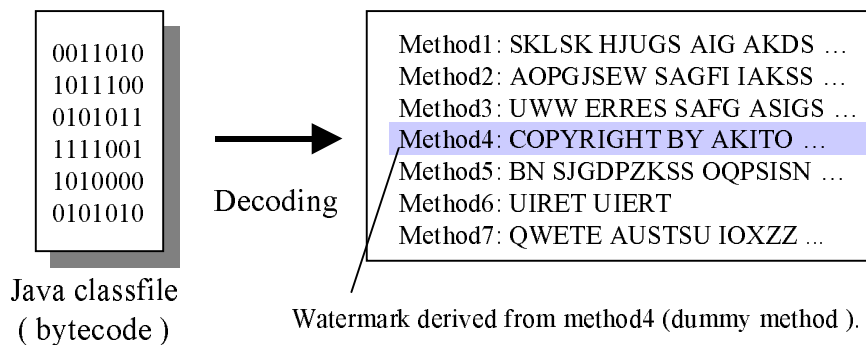 0011010
1011100
0101011
1111001
1010000
0101010
Java classfile
( bytecode )
Decoding
Method1: SKLSK HJUGS AIG AKDS ...
Method2: AOPGJSEW SAGFI IAKSS ...
Method3: UWW ERRES SAFG ASIGS ...
Method4: COPYRIGHT BY AKITO ...
Method5: BN SJGDPZKSS OQPSISN ...
Method6: UIRET UIERT
Method7: QWETE AUSTSU IOXZZ ...
Watermark derived from method4 (dummy method ).